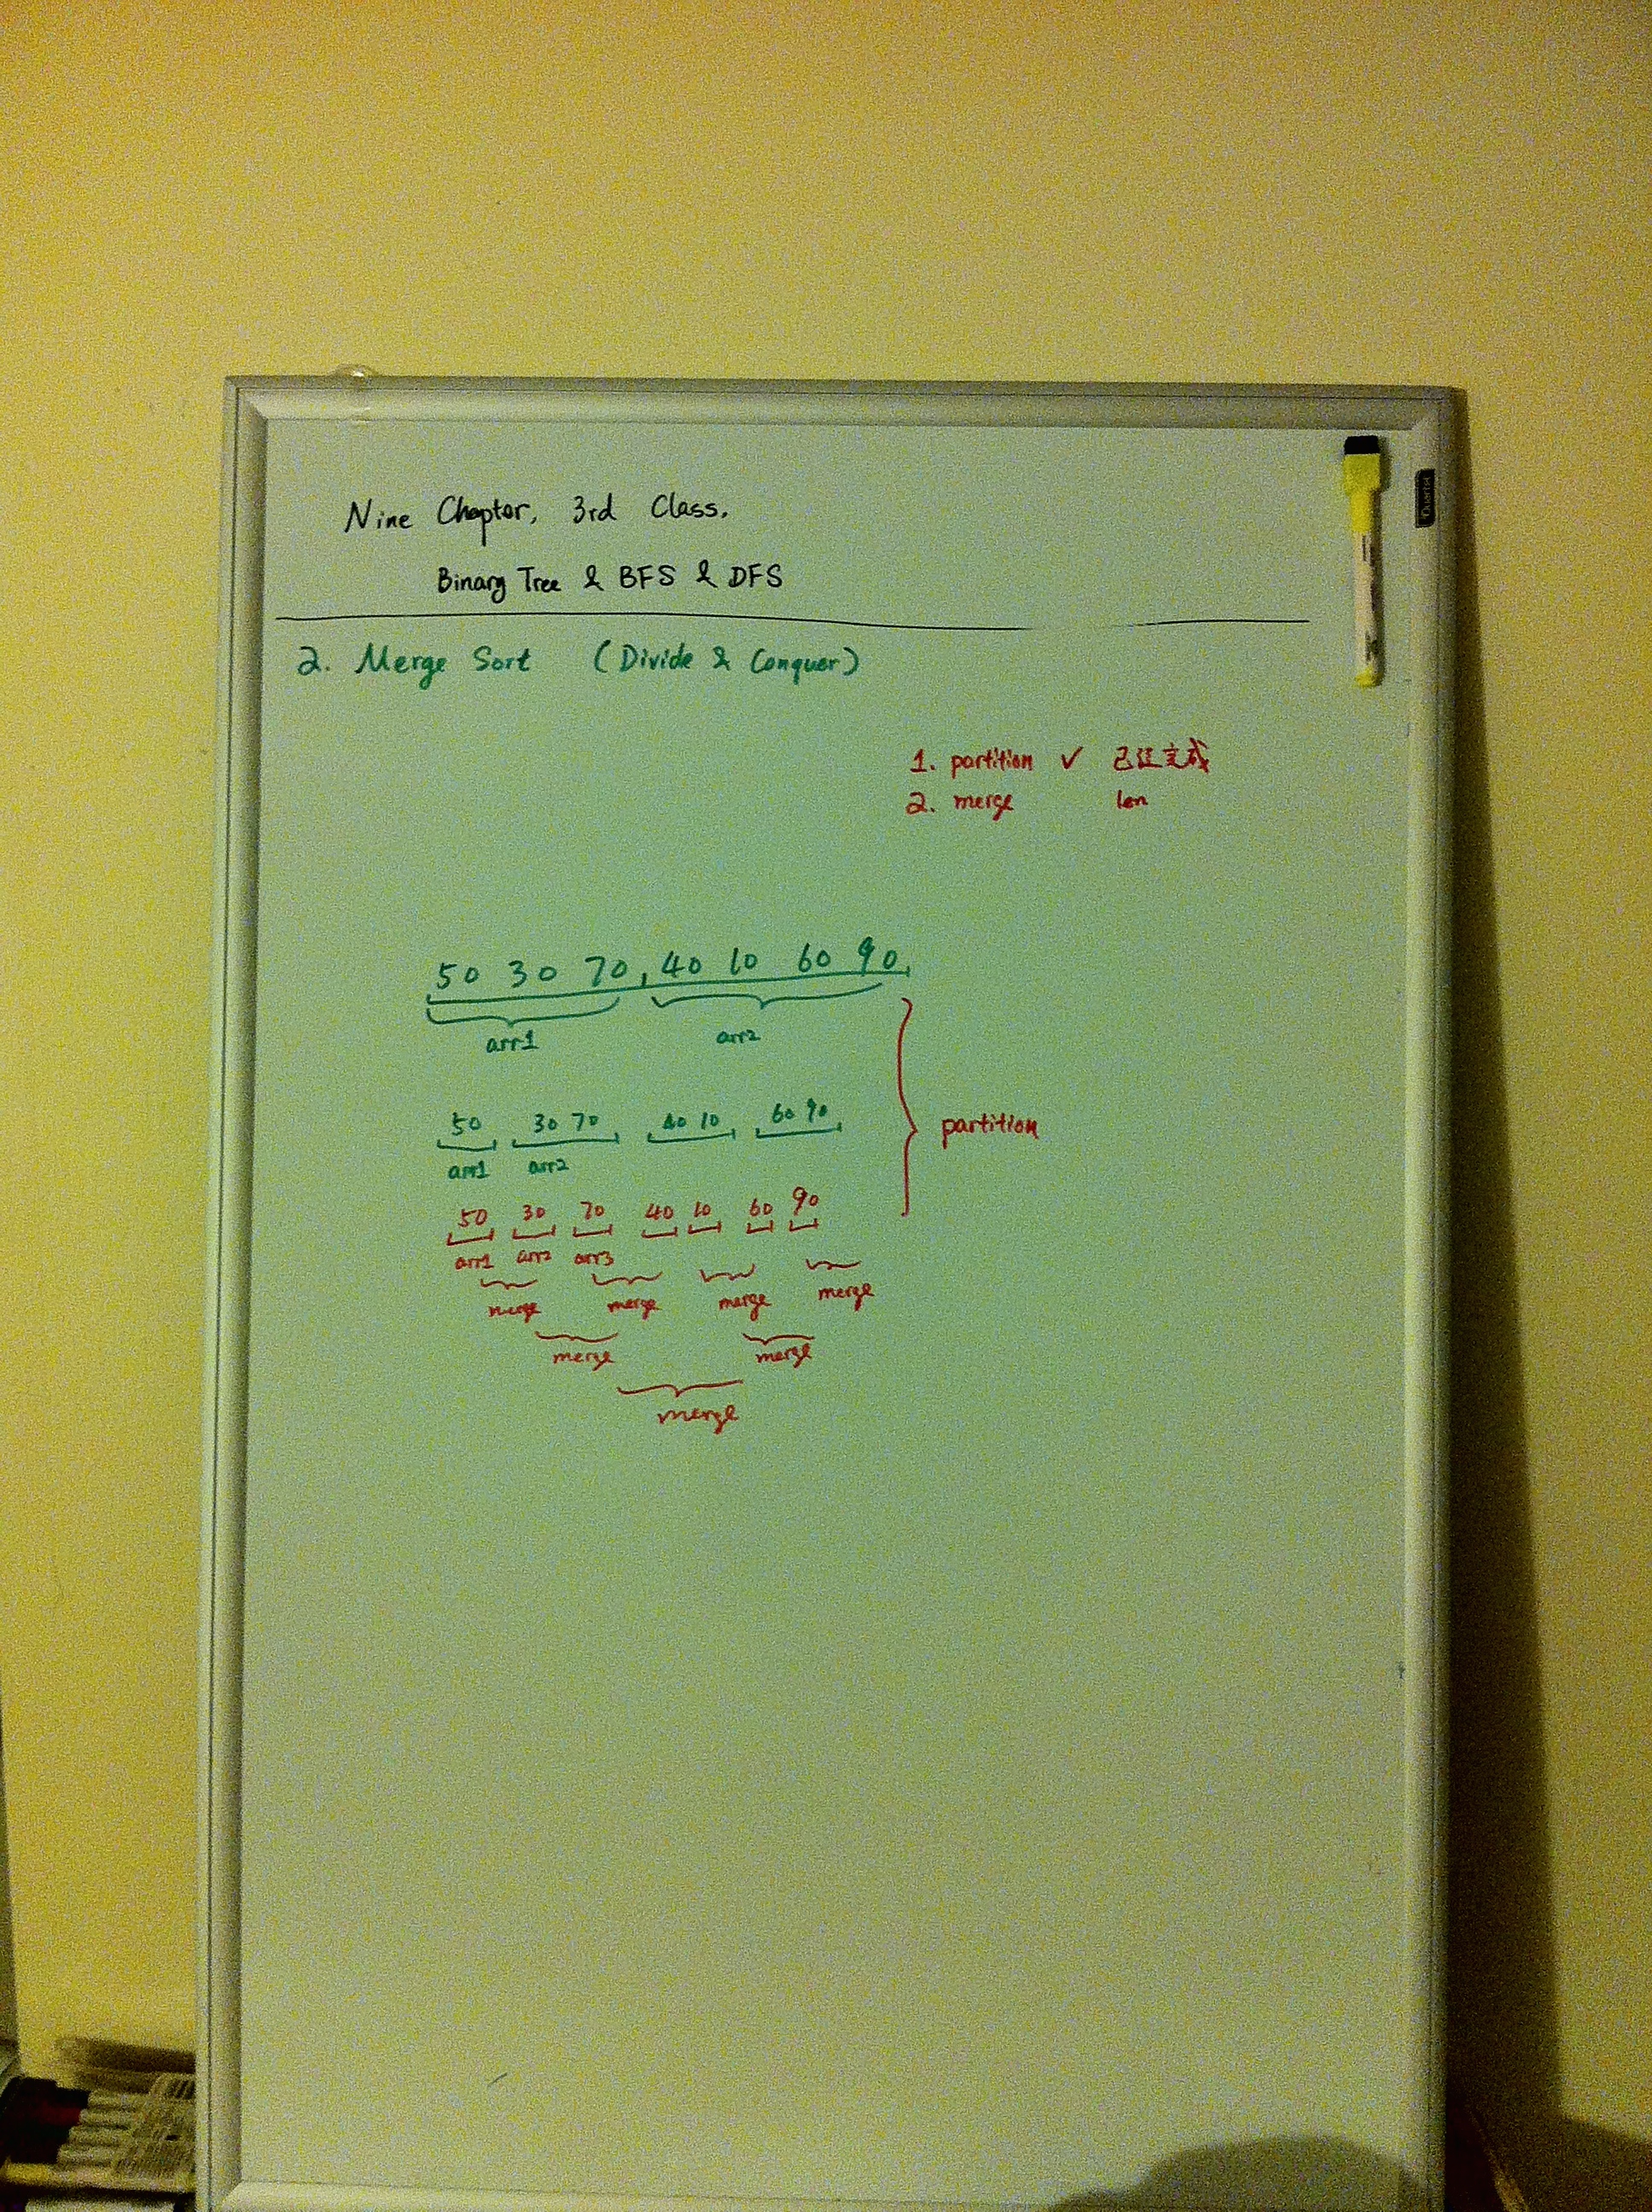 Nine Chapter, 3rd Class.
Binary Tree & BFS & DFS
2. Merge Sort (Divide & Conquer)
1. partition ✓ 已经完成
2. merge len
50 30 70, 40 10 60 90
arr1 arr2
50 30 70 40 10 60 90
arr1 arr2
partition
50 30 70 40 10 60 90
arr1 arr2 arr3
merge merge merge merge
merge merge
merge
Quartet